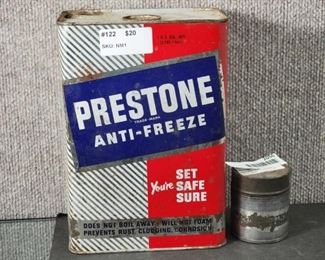 #122 $20
SKU: NM1
PRESTONE
TRADE-MARK
ANTI-FREEZE
You're
SET
SAFE
SURE
DOES NOT BOIL AWAY - WILL NOT FOAM
PREVENTS RUST, CLOGGING, CORROSION